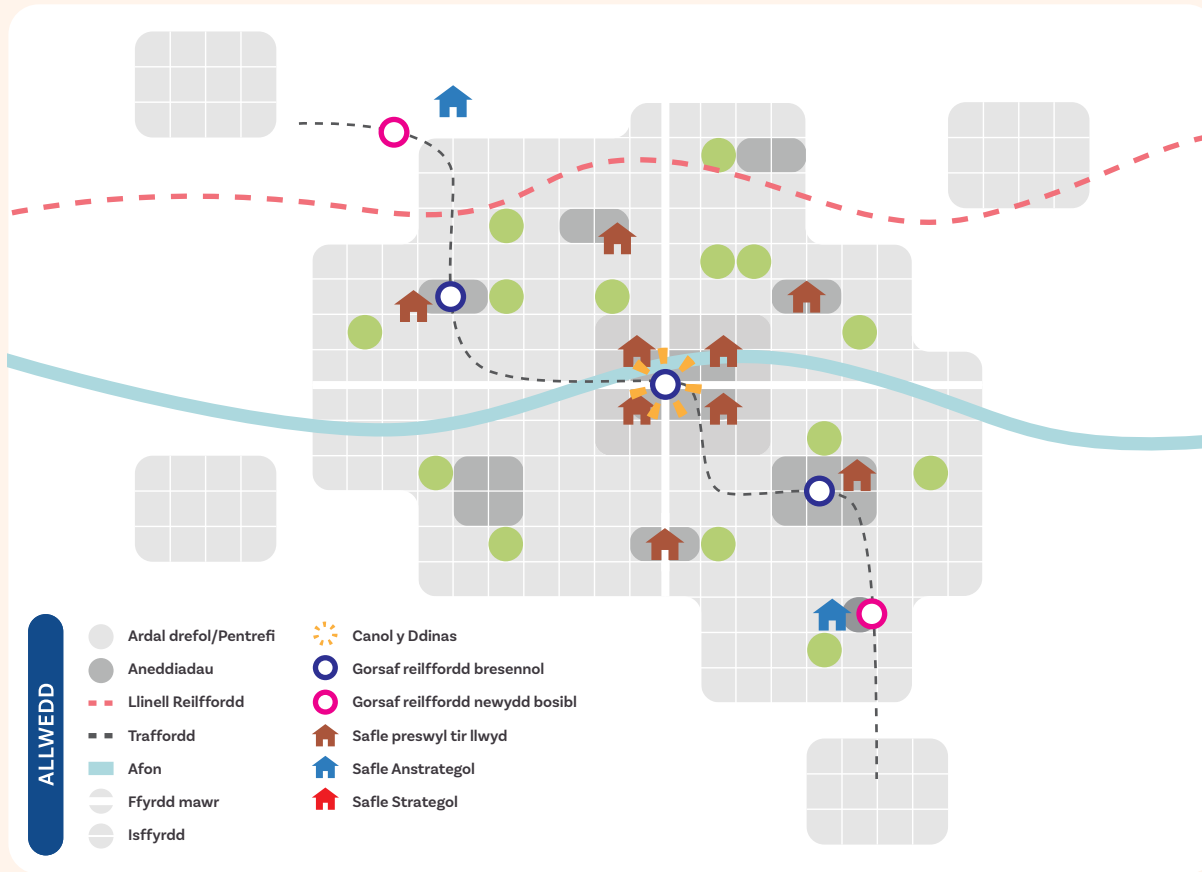 ALLWEDD
Ardal drefol/Pentrefi
Aneddiadau
Llinell Reilffordd
Traffordd
Afon
Ffyrdd mawr
Isffyrdd
Canol y Ddinas
Gorsaf reilffordd bresennol
Gorsaf reilffordd newydd bosibl
Safle preswyl tir llwyd
Safle Anstrategol
Safle Strategol